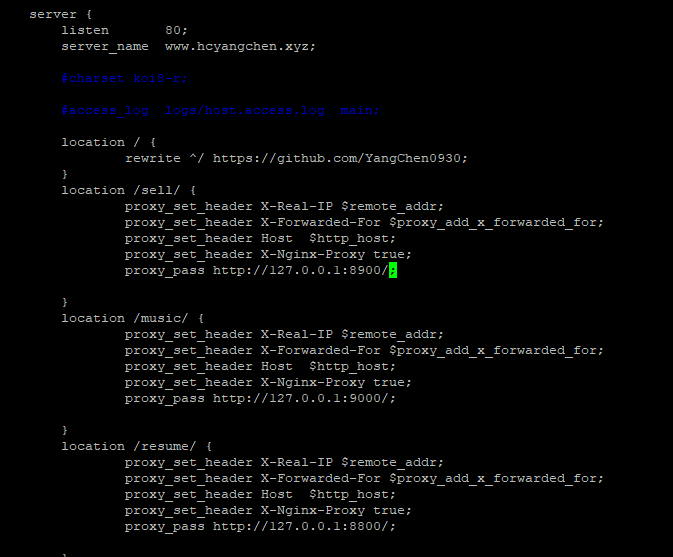 server {
listen       80;
server_name  www.hcyangchen.xyz;
#charset koi8-r;
#access_log  logs/host.access.log  main;
location / {
rewrite ^/ https://github.com/YangChen0930;
}
location /sell/ {
proxy_set_header X-Real-IP $remote_addr;
proxy_set_header X-Forwarded-For $proxy_add_x_forwarded_for;
proxy_set_header Host  $http_host;
proxy_set_header X-Nginx-Proxy true;
proxy_pass http://127.0.0.1:8900/;
}
location /music/ {
proxy_set_header X-Real-IP $remote_addr;
proxy_set_header X-Forwarded-For $proxy_add_x_forwarded_for;
proxy_set_header Host  $http_host;
proxy_set_header X-Nginx-Proxy true;
proxy_pass http://127.0.0.1:9000/;
}
location /resume/ {
proxy_set_header X-Real-IP $remote_addr;
proxy_set_header X-Forwarded-For $proxy_add_x_forwarded_for;
proxy_set_header Host  $http_host;
proxy_set_header X-Nginx-Proxy true;
proxy_pass http://127.0.0.1:8800/;
}